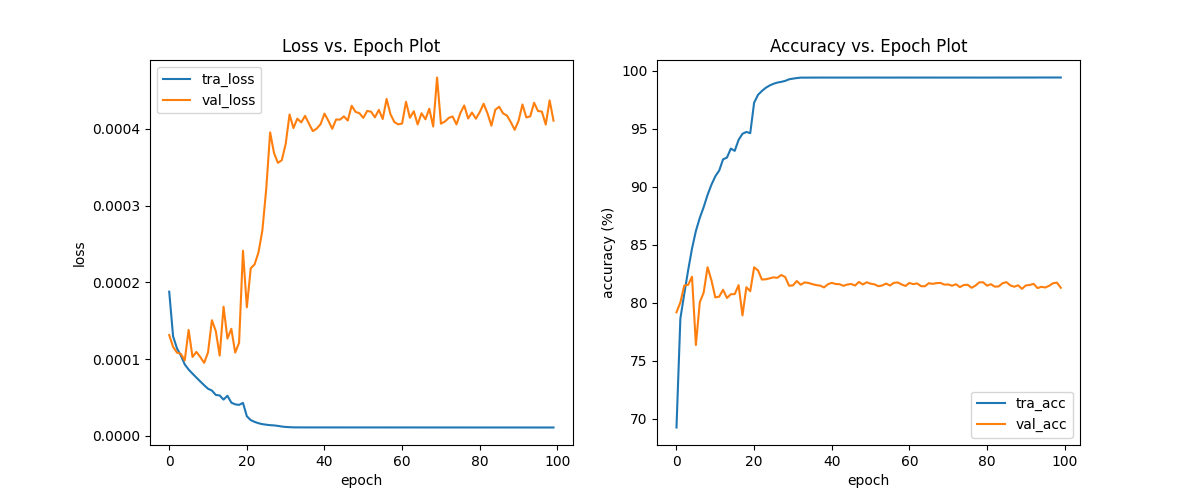 Loss vs. Epoch Plot
tra_loss
val_loss
0.0004
0.0003
0.0002
0.0001
0.0000
loss
0 20 40 60 80 100
epoch
Accuracy vs. Epoch Plot
100
95
90
85
80
75
70
accuracy (%)
tra_acc
val_acc
0 20 40 60 80 100
epoch